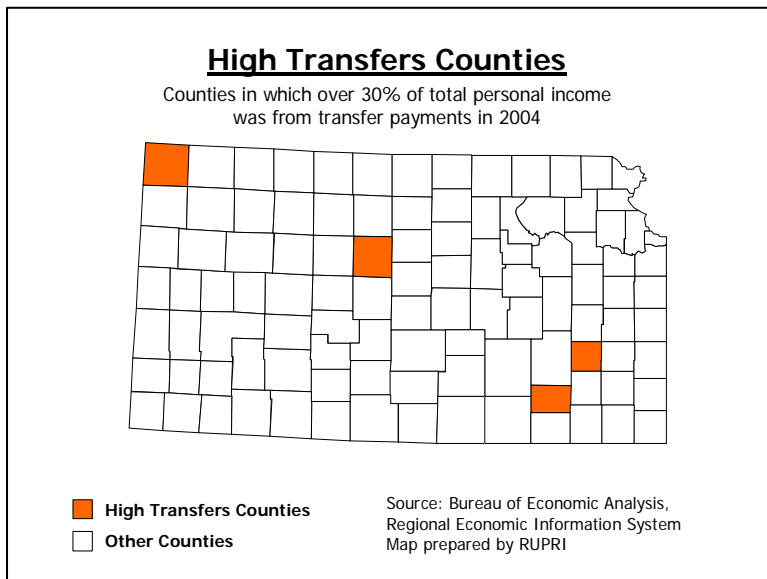 High Transfers Counties
Counties in which over 30% of total personal income
was from transfer payments in 2004
High Transfers Counties
Other Counties
Source: Bureau of Economic Analysis,
Regional Economic Information System
Map prepared by RUPRI